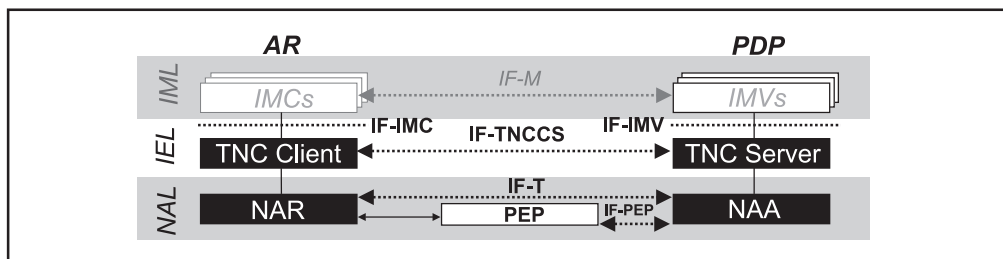 AR PDP
IML IMCs IF-M IMVs
IF-IMC IF-TNCCS IF-IMV
IEL TNC Client TNC Server
IF-T
NAL NAR PEP IF-PEP NAA